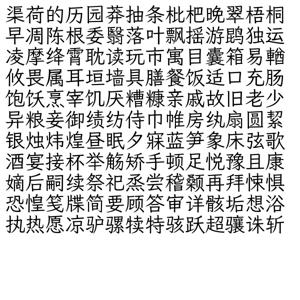 渠荷的历园莽抽条枇杷晚翠梧桐
早凋陈根委翳落叶飘摇游鹍独运
凌摩绛霄耽读玩市寓目囊箱易輶
攸畏属耳垣墙具膳餐饭适口充肠
饱饫烹宰饥厌糟糠亲戚故旧老少
异粮妾御绩纺侍巾帷房纨扇圆絜
银烛炜煌昼眠夕寐蓝笋象床弦歌
酒宴接杯举觞矫手顿足悦豫且康
嫡后嗣续祭祀烝尝稽颡再拜悚惧
恐惶笺牒简要顾答审详骸垢想浴
执热愿凉驴骡犊特骇跃超骧诛斩